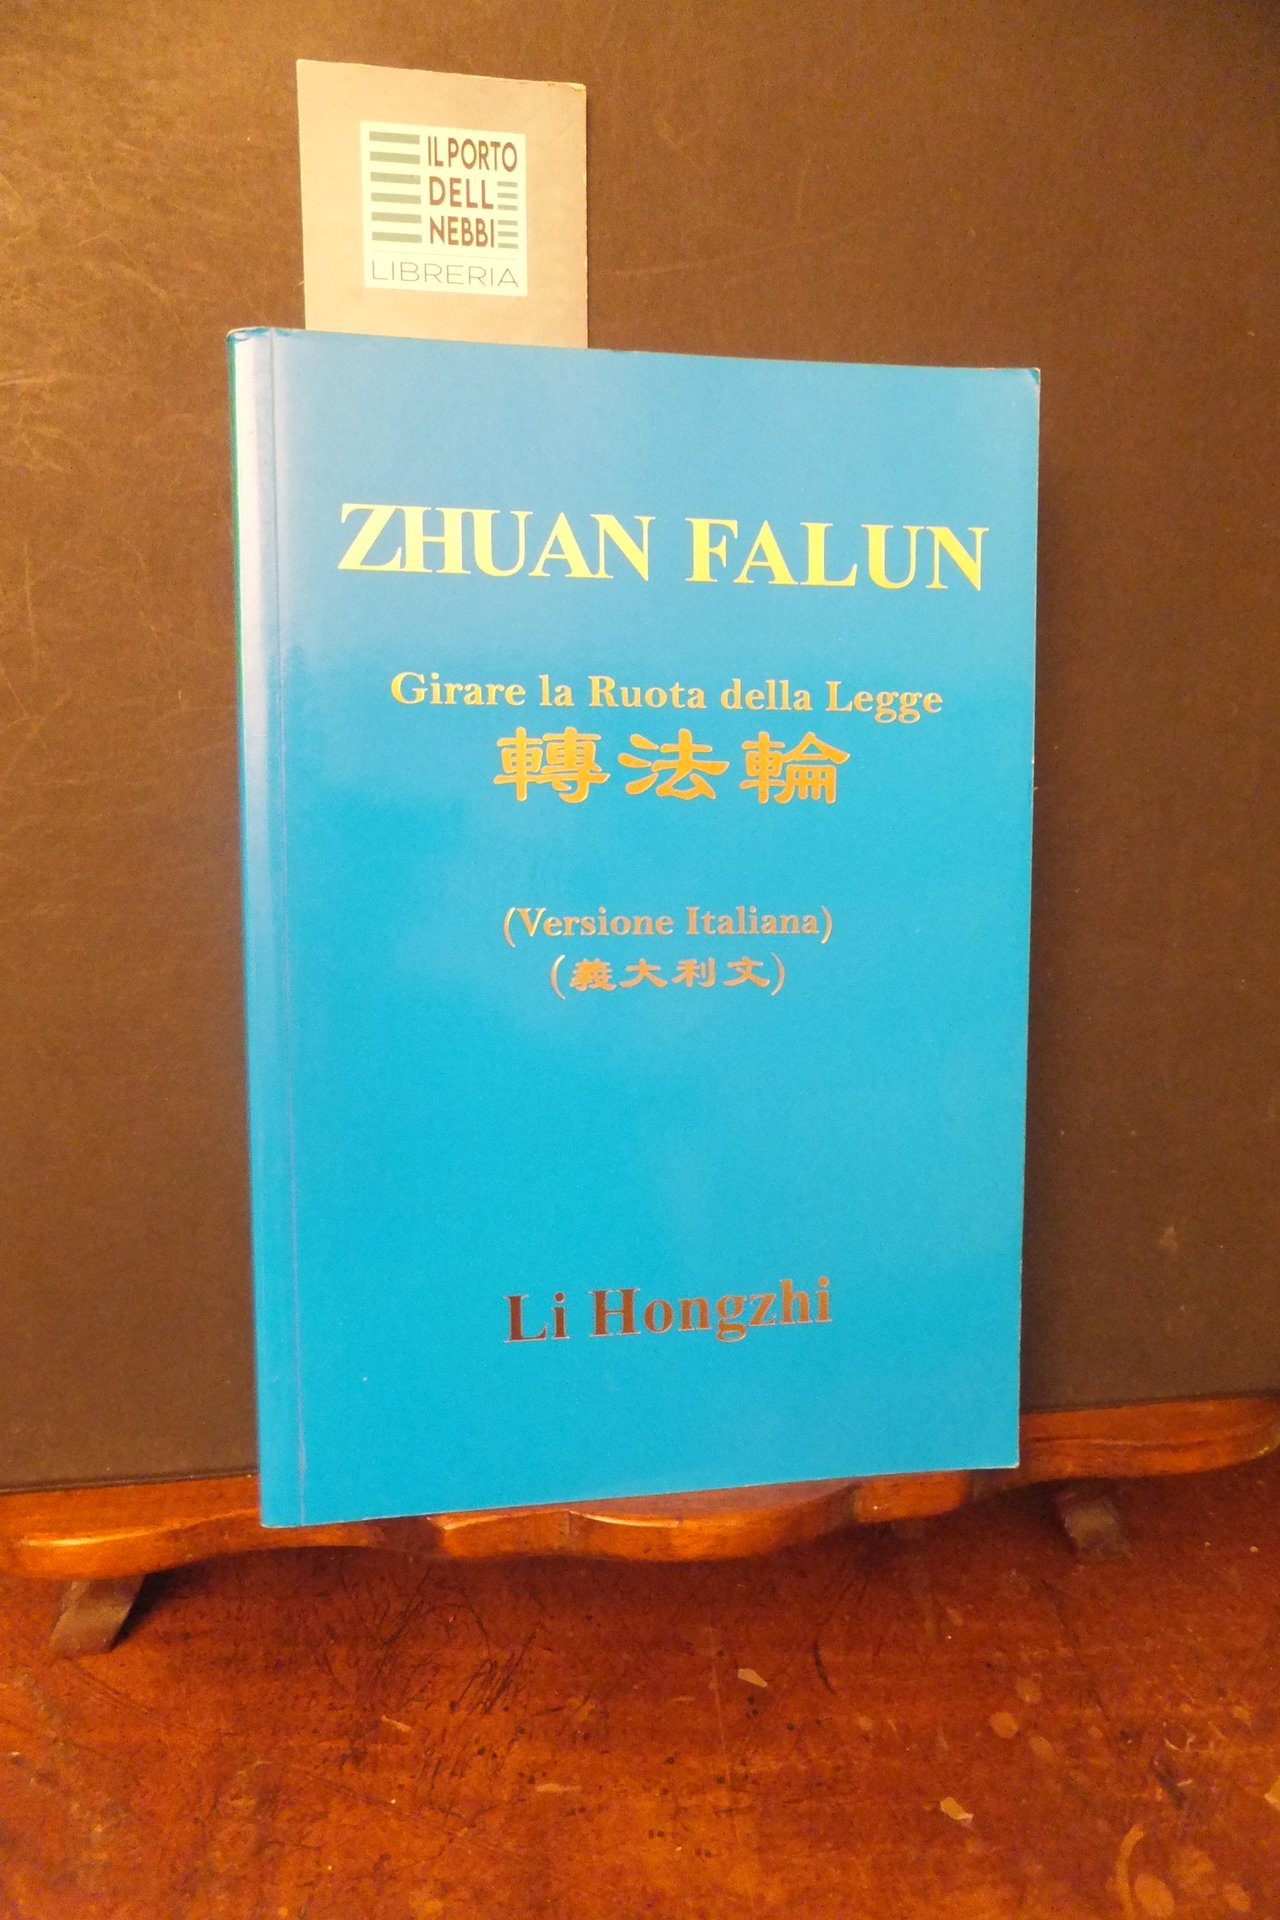 IL PORTO
DELL
NEBBI
LIBRERIA
ZHUAN FALUN
Girare la Ruota della Legge
轉法輪
(Versione Italiana)
(義大利文)
Li Hongzhi